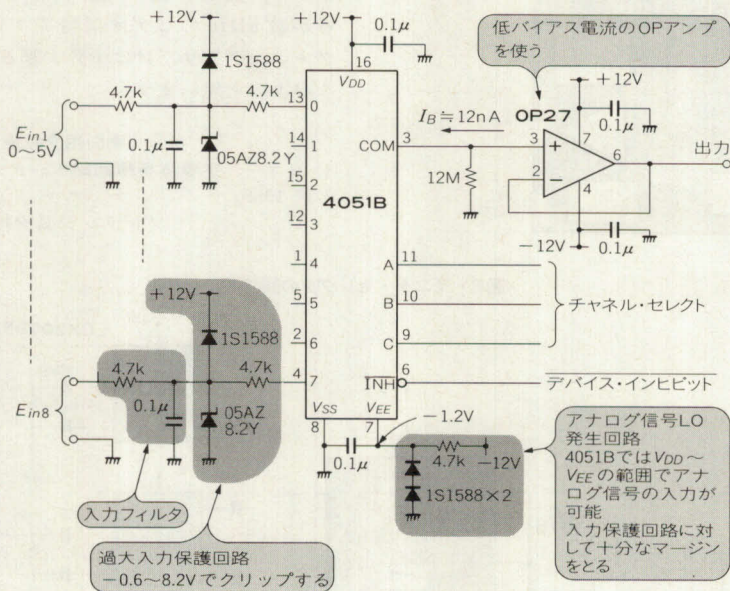 +12V
+12V
0.1μ
16
VDD
1S1588
4.7k
4.7k
13
0
Ein1
0〜5V
0.1μ
05AZ8.2Y
14
1
15
2
12
3
1
4
5
5
2
6
4
7
4051B
COM
3
IB≒12nA
12M
低バイアス電流のOPアンプ
を使う
+12V
OP27
0.1μ
3
+
7
2
−
6
4
出力
−12V
0.1μ
A
11
B
10
C
9
チャネル・セレクト
INH
6
デバイス・インヒビット
+12V
1S1588
4.7k
4.7k
Ein8
0.1μ
05AZ
8.2Y
VSS
VEE
8
7
0.1μ
−1.2V
4.7k
−12V
1S1588×2
入力フィルタ
過大入力保護回路
−0.6〜8.2Vでクリップする
アナログ信号LO
発生回路
4051BではVDD〜
VEEの範囲でアナ
ログ信号の入力が
可能
入力保護回路に対
して十分なマージン
をとる